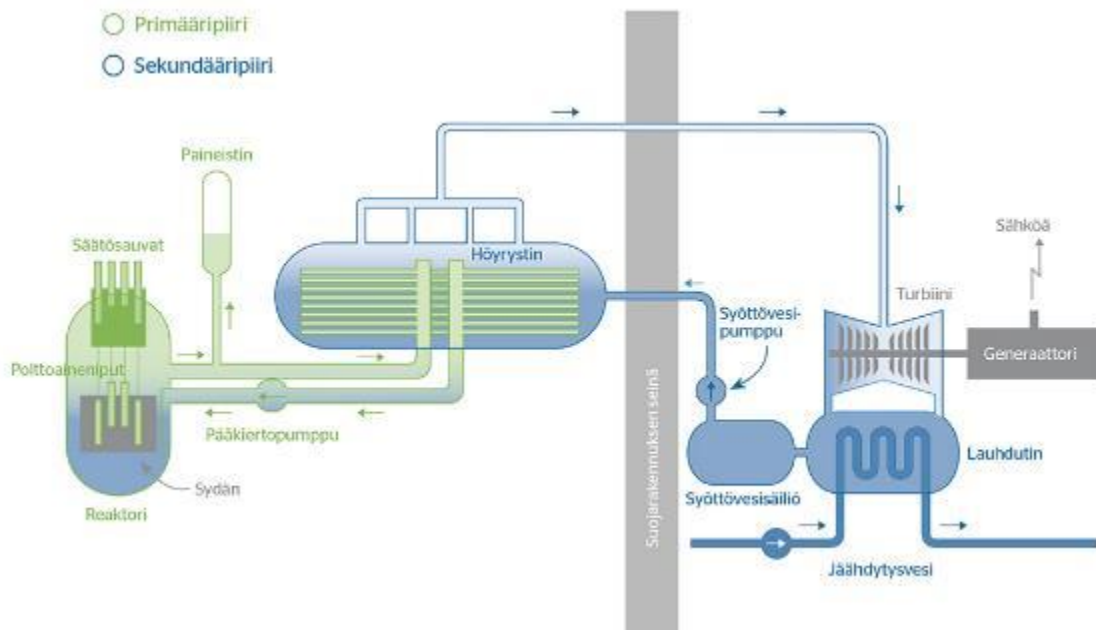 Primääripiiri
Sekundääripiiri
Paineistin
Säätösauvat
Höyrystin
Sähköä
Turbiini
Syöttövesi-
pumppu
Generaattori
Polttoaineniput
Pääkiertopumppu
Lauhdutin
Sydän
Syöttövesisäiliö
Reaktori
Suojarakennuksen seinä
Jäähdytysvesi